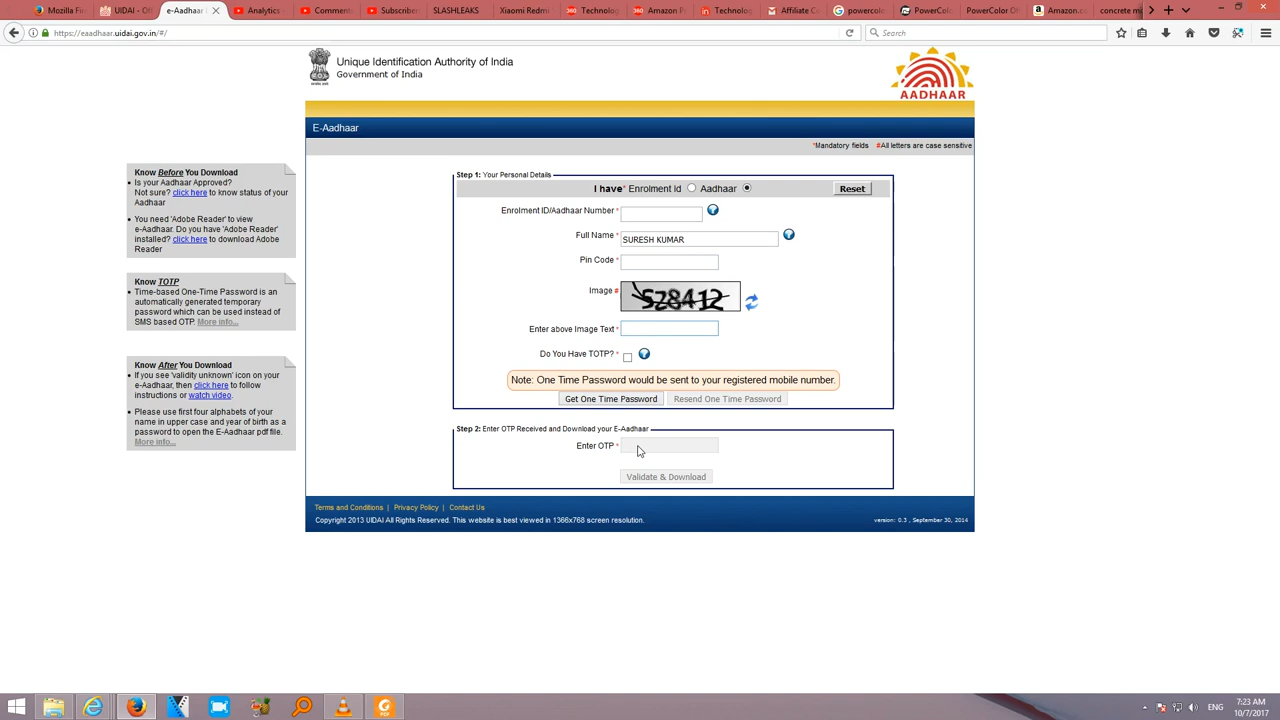 Mozilla Fire
UIDAI - Offi
e-Aadhaar
Analytics -
Comments
Subscriber
SLASHLEAKS
Xiaomi Redm
Technolog
Amazon P
Technolog
Affiliate C
powercolo
PowerColo
PowerColor Of
Amazon.co
concrete mi
https://eaadhaar.uidai.gov.in/#/
Search
Unique Identification Authority of India
Government of India
AADHAAR
E-Aadhaar
*Mandatory fields #All letters are case sensitive
Know Before You Download
Is your Aadhaar Approved?
Not sure? click here to know status of your
Aadhaar
You need 'Adobe Reader' to view
e-Aadhaar. Do you have 'Adobe Reader'
installed? click here to download Adobe
Reader
Know TOTP
Time-based One-Time Password is an
automatically generated temporary
password which can be used instead of
SMS based OTP. More info...
Know After You Download
If you see 'validity unknown' icon on your
e-Aadhaar, then click here to follow
instructions or watch video.
Please use first four alphabets of your
name in upper case and year of birth as a
password to open the E-Aadhaar pdf file.
More info...
Step 1: Your Personal Details
I have* Enrolment id Aadhaar Reset
Enrolment ID/Aadhaar Number *
Full Name * SURESH KUMAR
Pin Code *
Image # 528412
Enter above Image Text *
Do You Have TOTP? *
Note: One Time Password would be sent to your registered mobile number.
Get One Time Password Resend One Time Password
Step 2: Enter OTP Received and Download your E-Aadhaar
Enter OTP *
Validate & Download
Terms and Conditions | Privacy Policy | Contact Us
Copyright 2013 UIDAI All Rights Reserved. This website is best viewed in 1366x768 screen resolution.
version: 0.3 , September 30, 2014
ENG
7:23 AM
10/7/2017